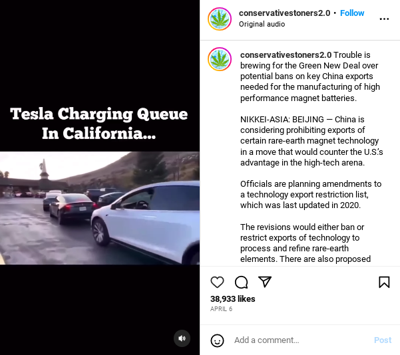 conservativestoners2.0 • Follow
Original audio
conservativestoners2.0 Trouble is
brewing for the Green New Deal over
potential bans on key China exports
needed for the manufacturing of high
performance magnet batteries.
NIKKEI-ASIA: BEIJING — China is
considering prohibiting exports of
certain rare-earth magnet technology
in a move that would counter the U.S.'s
advantage in the high-tech arena.
Officials are planning amendments to
a technology export restriction list,
which was last updated in 2020.
The revisions would either ban or
restrict exports of technology to
process and refine rare-earth
elements. There are also proposed
Tesla Charging Queue
In California...
38,933 likes
APRIL 6
Add a comment...
Post